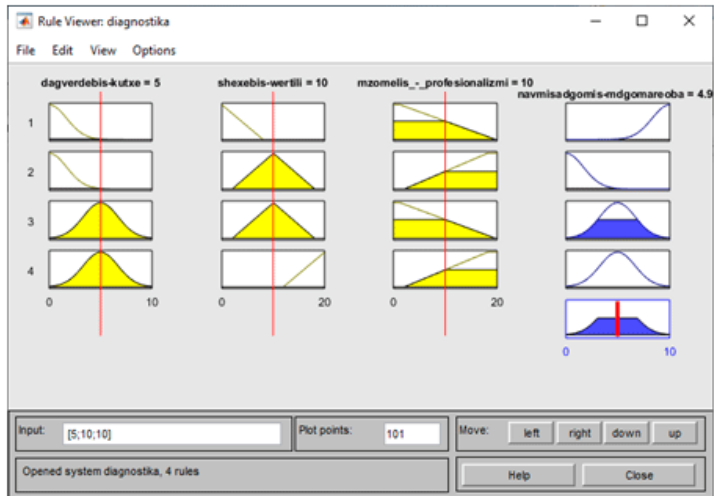 Rule Viewer: diagnostika
File Edit View Options
dagverdebis-kutxe = 5 shexebis-wertili = 10 mzomelis_-_profesionalizmi = 10
navmisadgomis-mdgomareoba = 4.9
1
2
3
4
0 10 0 20 0 20
0 10
Input: [5;10;10] Plot points: 101 Move: left right down up
Opened system diagnostika, 4 rules Help Close